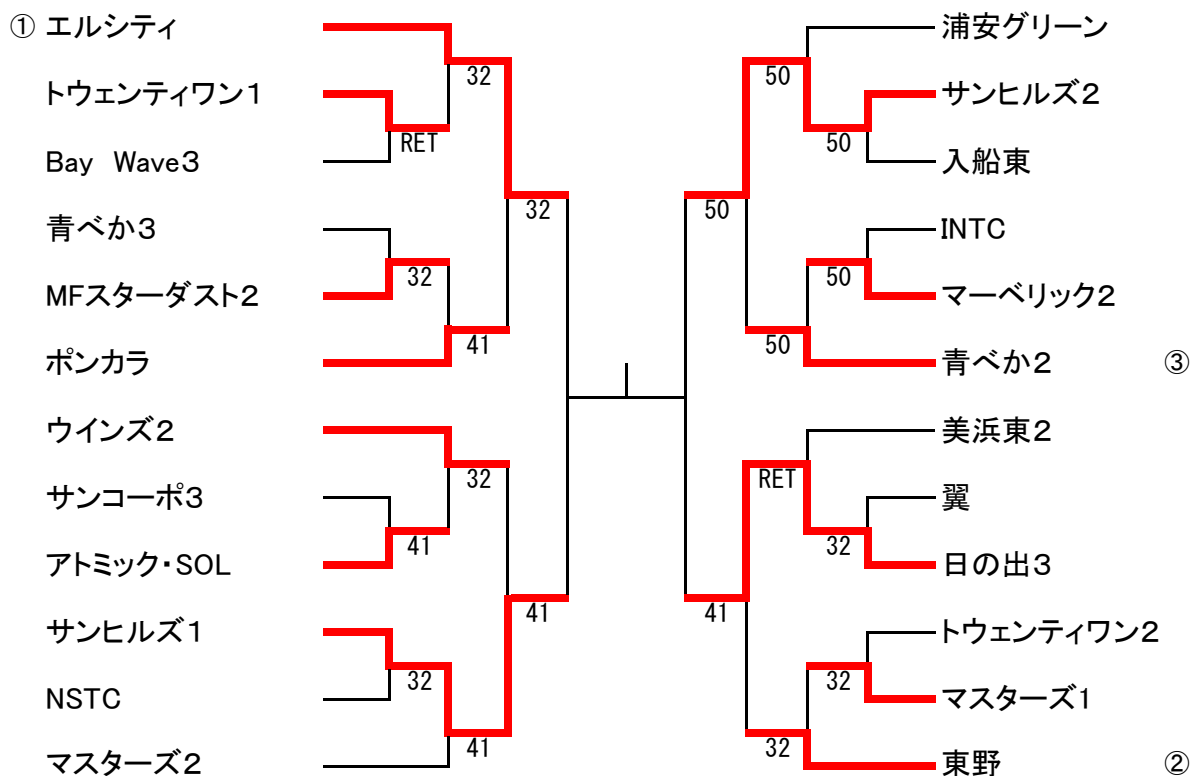 ① エルシティ
浦安グリーン
32
50
トウェンティワン1
サンヒルズ2
RET
50
Bay Wave3
入船東
32
50
青べか3
INTC
32
50
MFスターダスト2
マーベリック2
41
50
ポンカラ
青べか2 ③
ウインズ2
美浜東2
32
RET
サンコーポ3
翼
41
32
アトミック・SOL
日の出3
41
41
サンヒルズ1
トウェンティワン2
32
32
NSTC
マスターズ1
41
32
マスターズ2
東野 ②